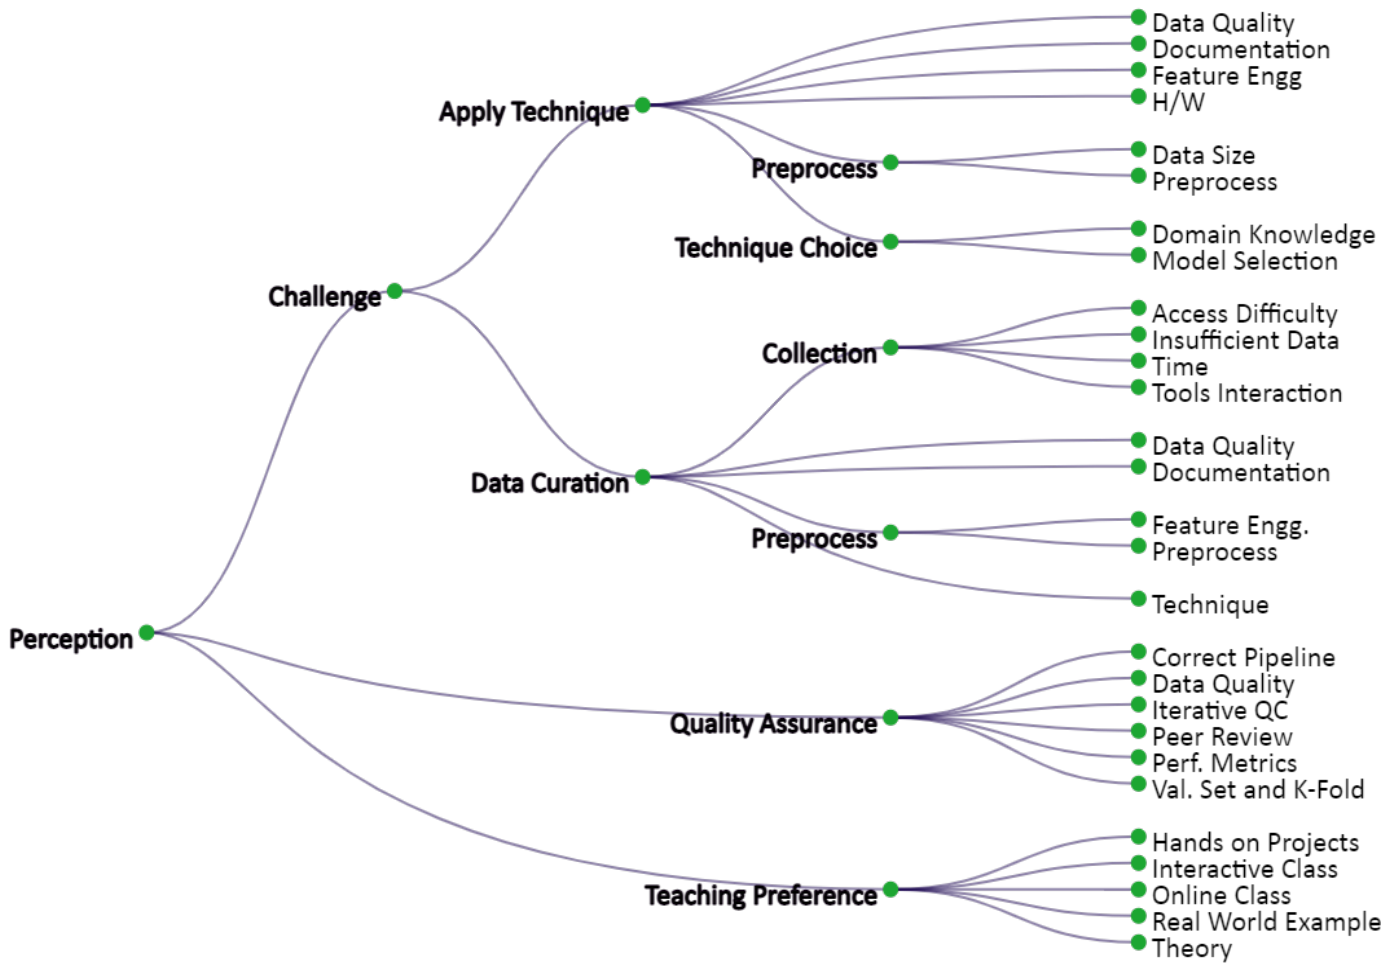 Data Quality
Documentation
Feature Engg
H/W
Apply Technique
Preprocess
Data Size
Preprocess
Technique Choice
Domain Knowledge
Model Selection
Challenge
Collection
Access Difficulty
Insufficient Data
Time
Tools Interaction
Data Curation
Data Quality
Documentation
Preprocess
Feature Engg.
Preprocess
Technique
Perception
Quality Assurance
Correct Pipeline
Data Quality
Iterative QC
Peer Review
Perf. Metrics
Val. Set and K-Fold
Teaching Preference
Hands on Projects
Interactive Class
Online Class
Real World Example
Theory